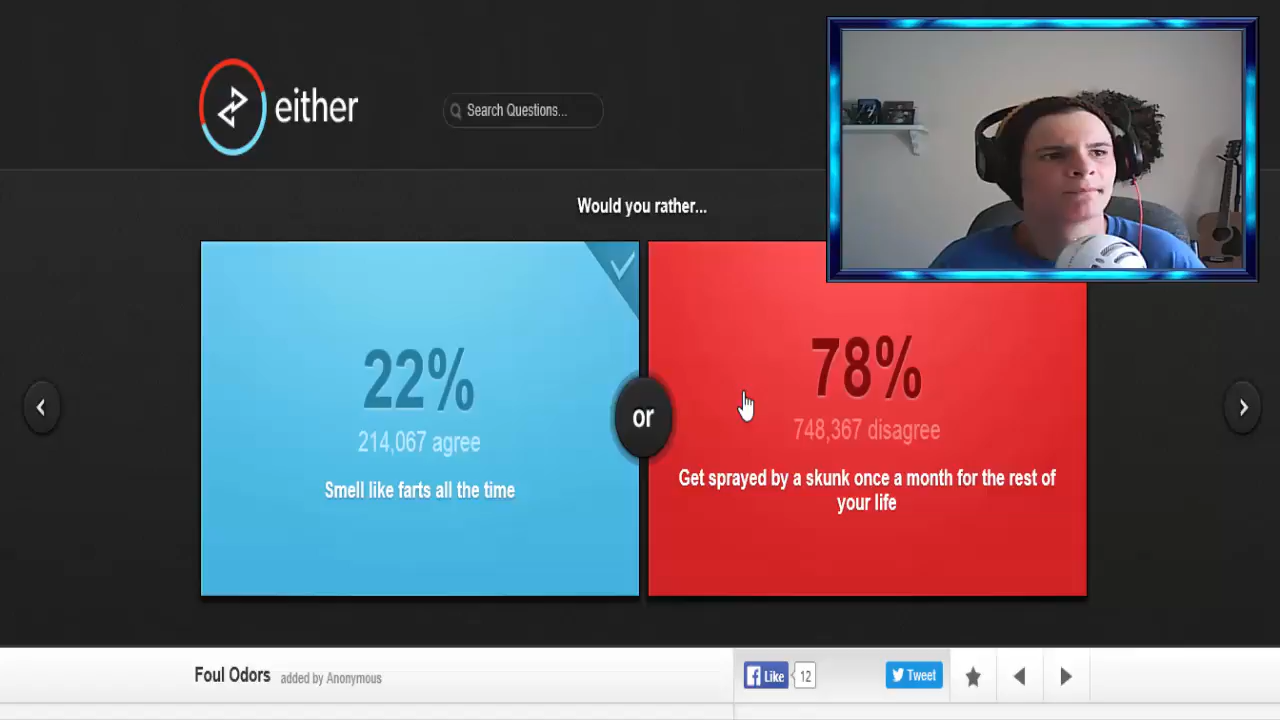 either
Search Questions...
Would you rather...
22%
214,067 agree
Smell like farts all the time
or
78%
748,367 disagree
Get sprayed by a skunk once a month for the rest of
your life
Foul Odors added by Anonymous
Like 12
Tweet